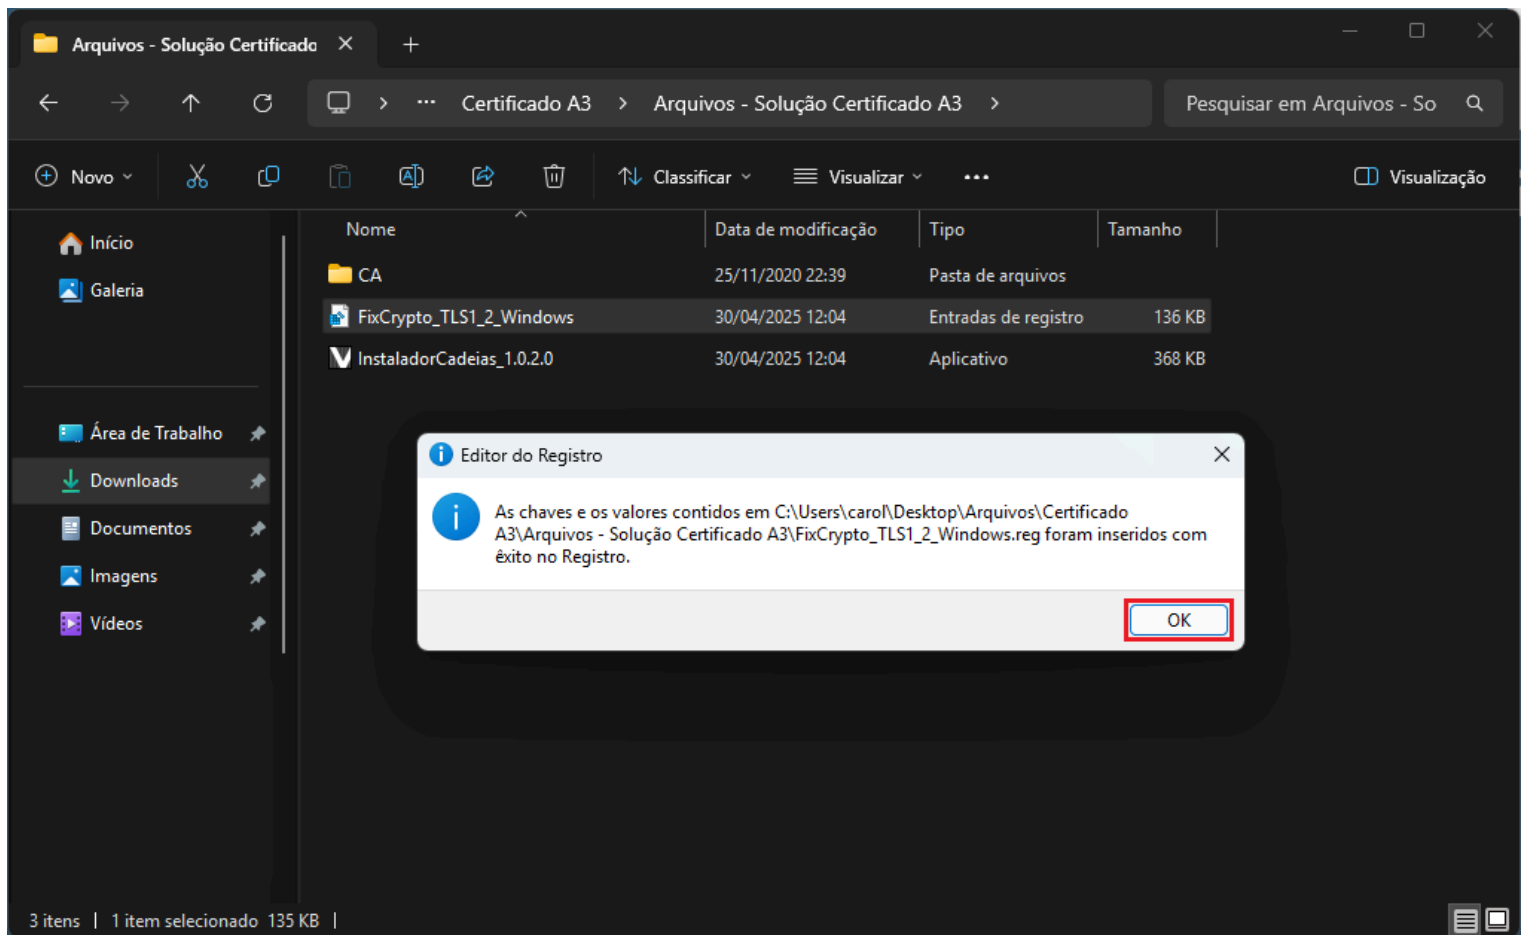 Arquivos - Solução Certificado
Certificado A3 > Arquivos - Solução Certificado A3 >
Pesquisar em Arquivos - So
Novo
Classificar
Visualizar
Visualização
Início
Galeria
Área de Trabalho
Downloads
Documentos
Imagens
Vídeos
Nome Data de modificação Tipo Tamanho
CA 25/11/2020 22:39 Pasta de arquivos
FixCrypto_TLS1_2_Windows 30/04/2025 12:04 Entradas de registro 136 KB
InstaladorCadeias_1.0.2.0 30/04/2025 12:04 Aplicativo 368 KB
Editor do Registro
As chaves e os valores contidos em C:\Users\carol\Desktop\Arquivos\Certificado
A3\Arquivos - Solução Certificado A3\FixCrypto_TLS1_2_Windows.reg foram inseridos com
êxito no Registro.
OK
3 itens | 1 item selecionado 135 KB |